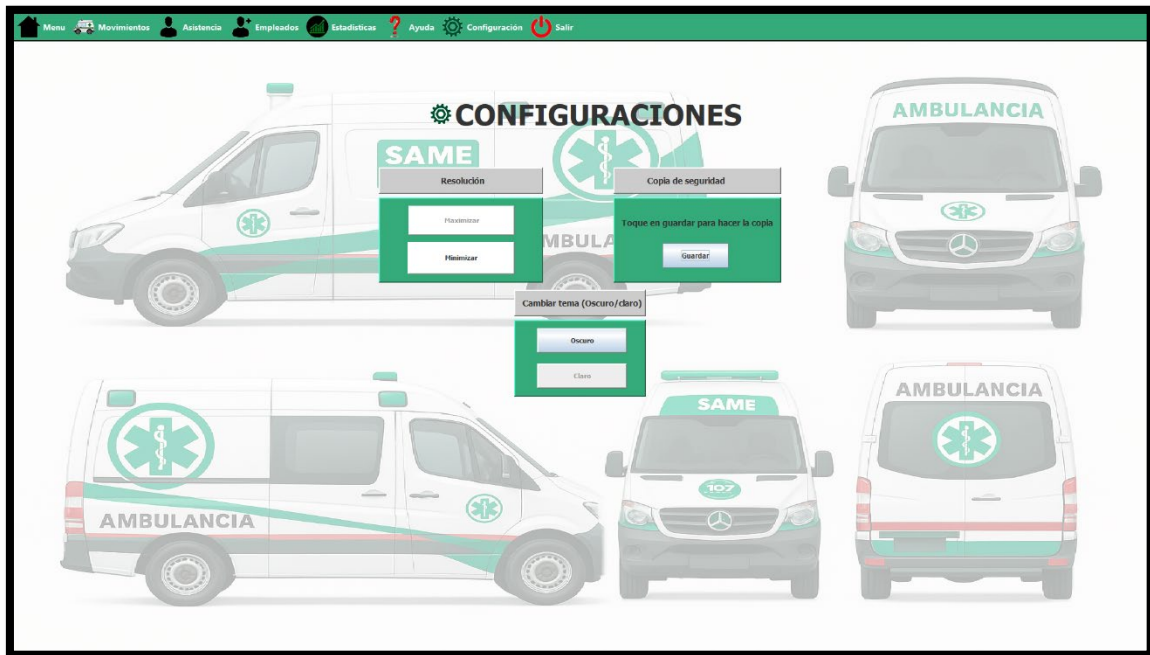 Menu Movimientos Asistencia Empleados Estadísticas Ayuda Configuración Salir
CONFIGURACIONES
AMBULANCIA
SAME
Resolución
Maximizar
Minimizar
Copia de seguridad
Toque en guardar para hacer la copia
Guardar
MBULA
Cambiar tema (Oscuro/claro)
Oscuro
Claro
AMBULANCIA
SAME
107
AMBULANCIA